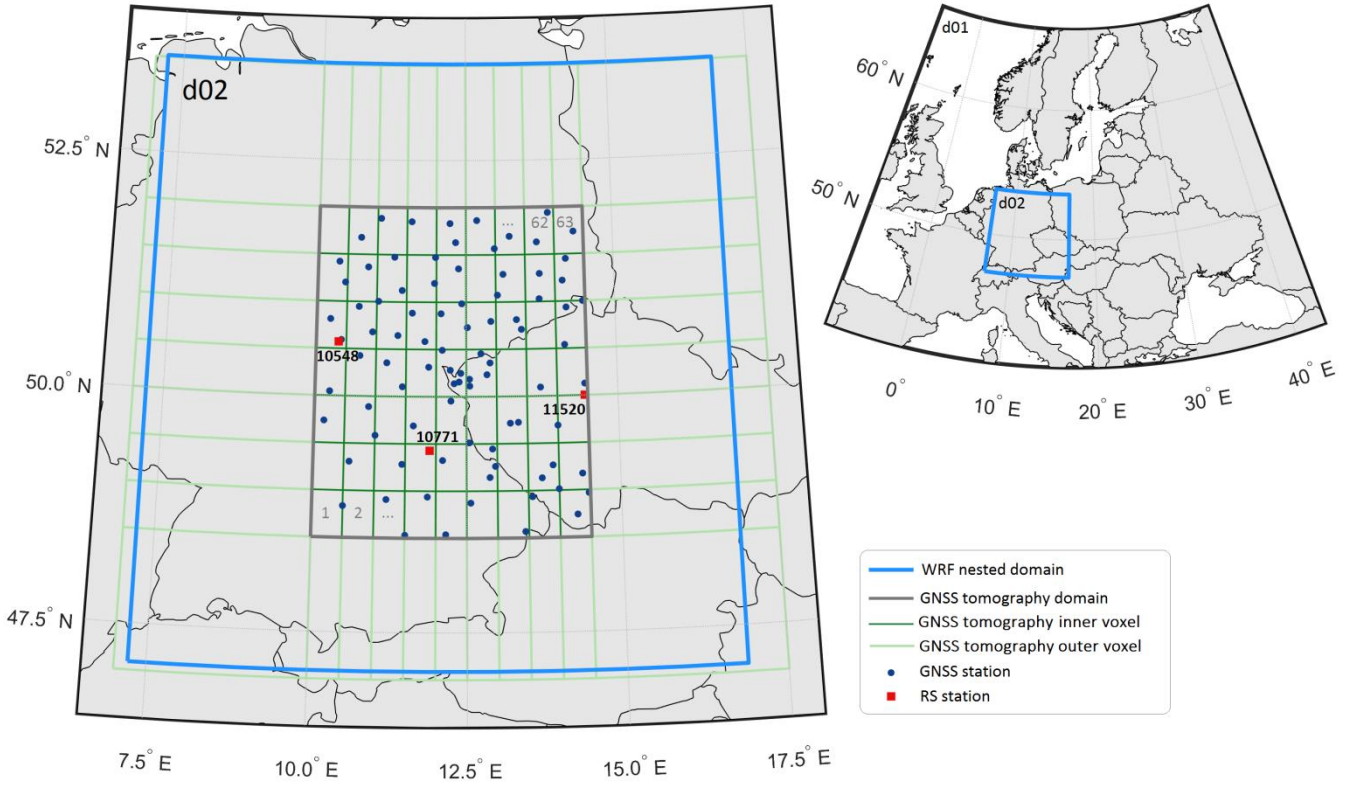 d02
52.5° N
50.0° N
47.5° N
7.5° E
10.0° E
12.5° E
15.0° E
17.5° E
... 62 63
10548
11520
10771
1 2 ...
d01
60° N
50° N
d02
0°
10° E
20° E
30° E
40° E
WRF nested domain
GNSS tomography domain
GNSS tomography inner voxel
GNSS tomography outer voxel
GNSS station
RS station